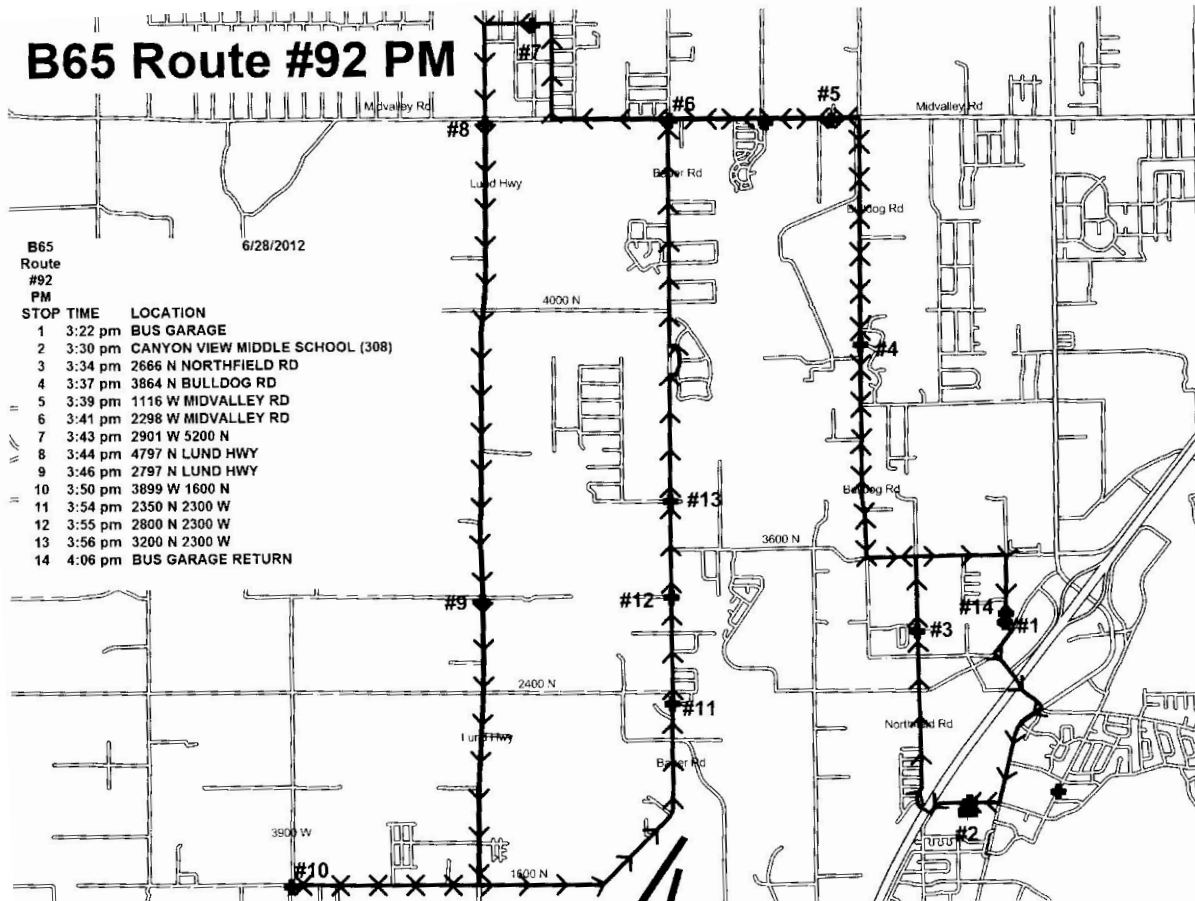 B65 Route #92 PM
#7
Midvalley Rd
#8
#6
#5
Midvalley Rd
Lund Hwy
Bauer Rd
Bulldog Rd
B65
Route
#92
PM
6/28/2012
STOP TIME LOCATION
1 3:22 pm BUS GARAGE
2 3:30 pm CANYON VIEW MIDDLE SCHOOL (308)
3 3:34 pm 2666 N NORTHFIELD RD
4 3:37 pm 3864 N BULLDOG RD
5 3:39 pm 1116 W MIDVALLEY RD
6 3:41 pm 2298 W MIDVALLEY RD
7 3:43 pm 2901 W 5200 N
8 3:44 pm 4797 N LUND HWY
9 3:46 pm 2797 N LUND HWY
10 3:50 pm 3899 W 1600 N
11 3:54 pm 2350 N 2300 W
12 3:55 pm 2800 N 2300 W
13 3:56 pm 3200 N 2300 W
14 4:06 pm BUS GARAGE RETURN
4000 N
#4
Bulldog Rd
#13
3600 N
#9
#12
#14
#1
#3
2400 N
#11
Northfield Rd
Lund Hwy
Bauer Rd
3900 W
#2
#10
1600 N